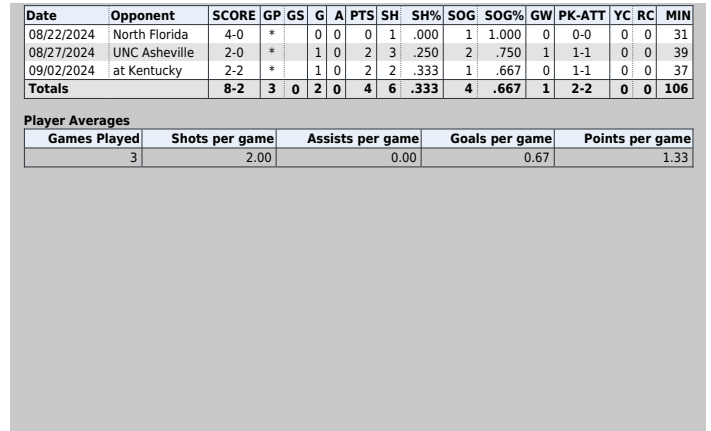 Date Opponent SCORE GP GS G A PTS SH SH% SOG SOG% GW PK-ATT YC RC MIN
08/22/2024 North Florida 4-0 * 0 0 0 1 .000 1 1.000 0 0-0 0 0 31
08/27/2024 UNC Asheville 2-0 * 1 0 2 3 .250 2 .750 1 1-1 0 0 39
09/02/2024 at Kentucky 2-2 * 1 0 2 2 .333 1 .667 0 1-1 0 0 37
Totals 8-2 3 0 2 0 4 6 .333 4 .667 1 2-2 0 0 106
Player Averages
Games Played Shots per game Assists per game Goals per game Points per game
3 2.00 0.00 0.67 1.33